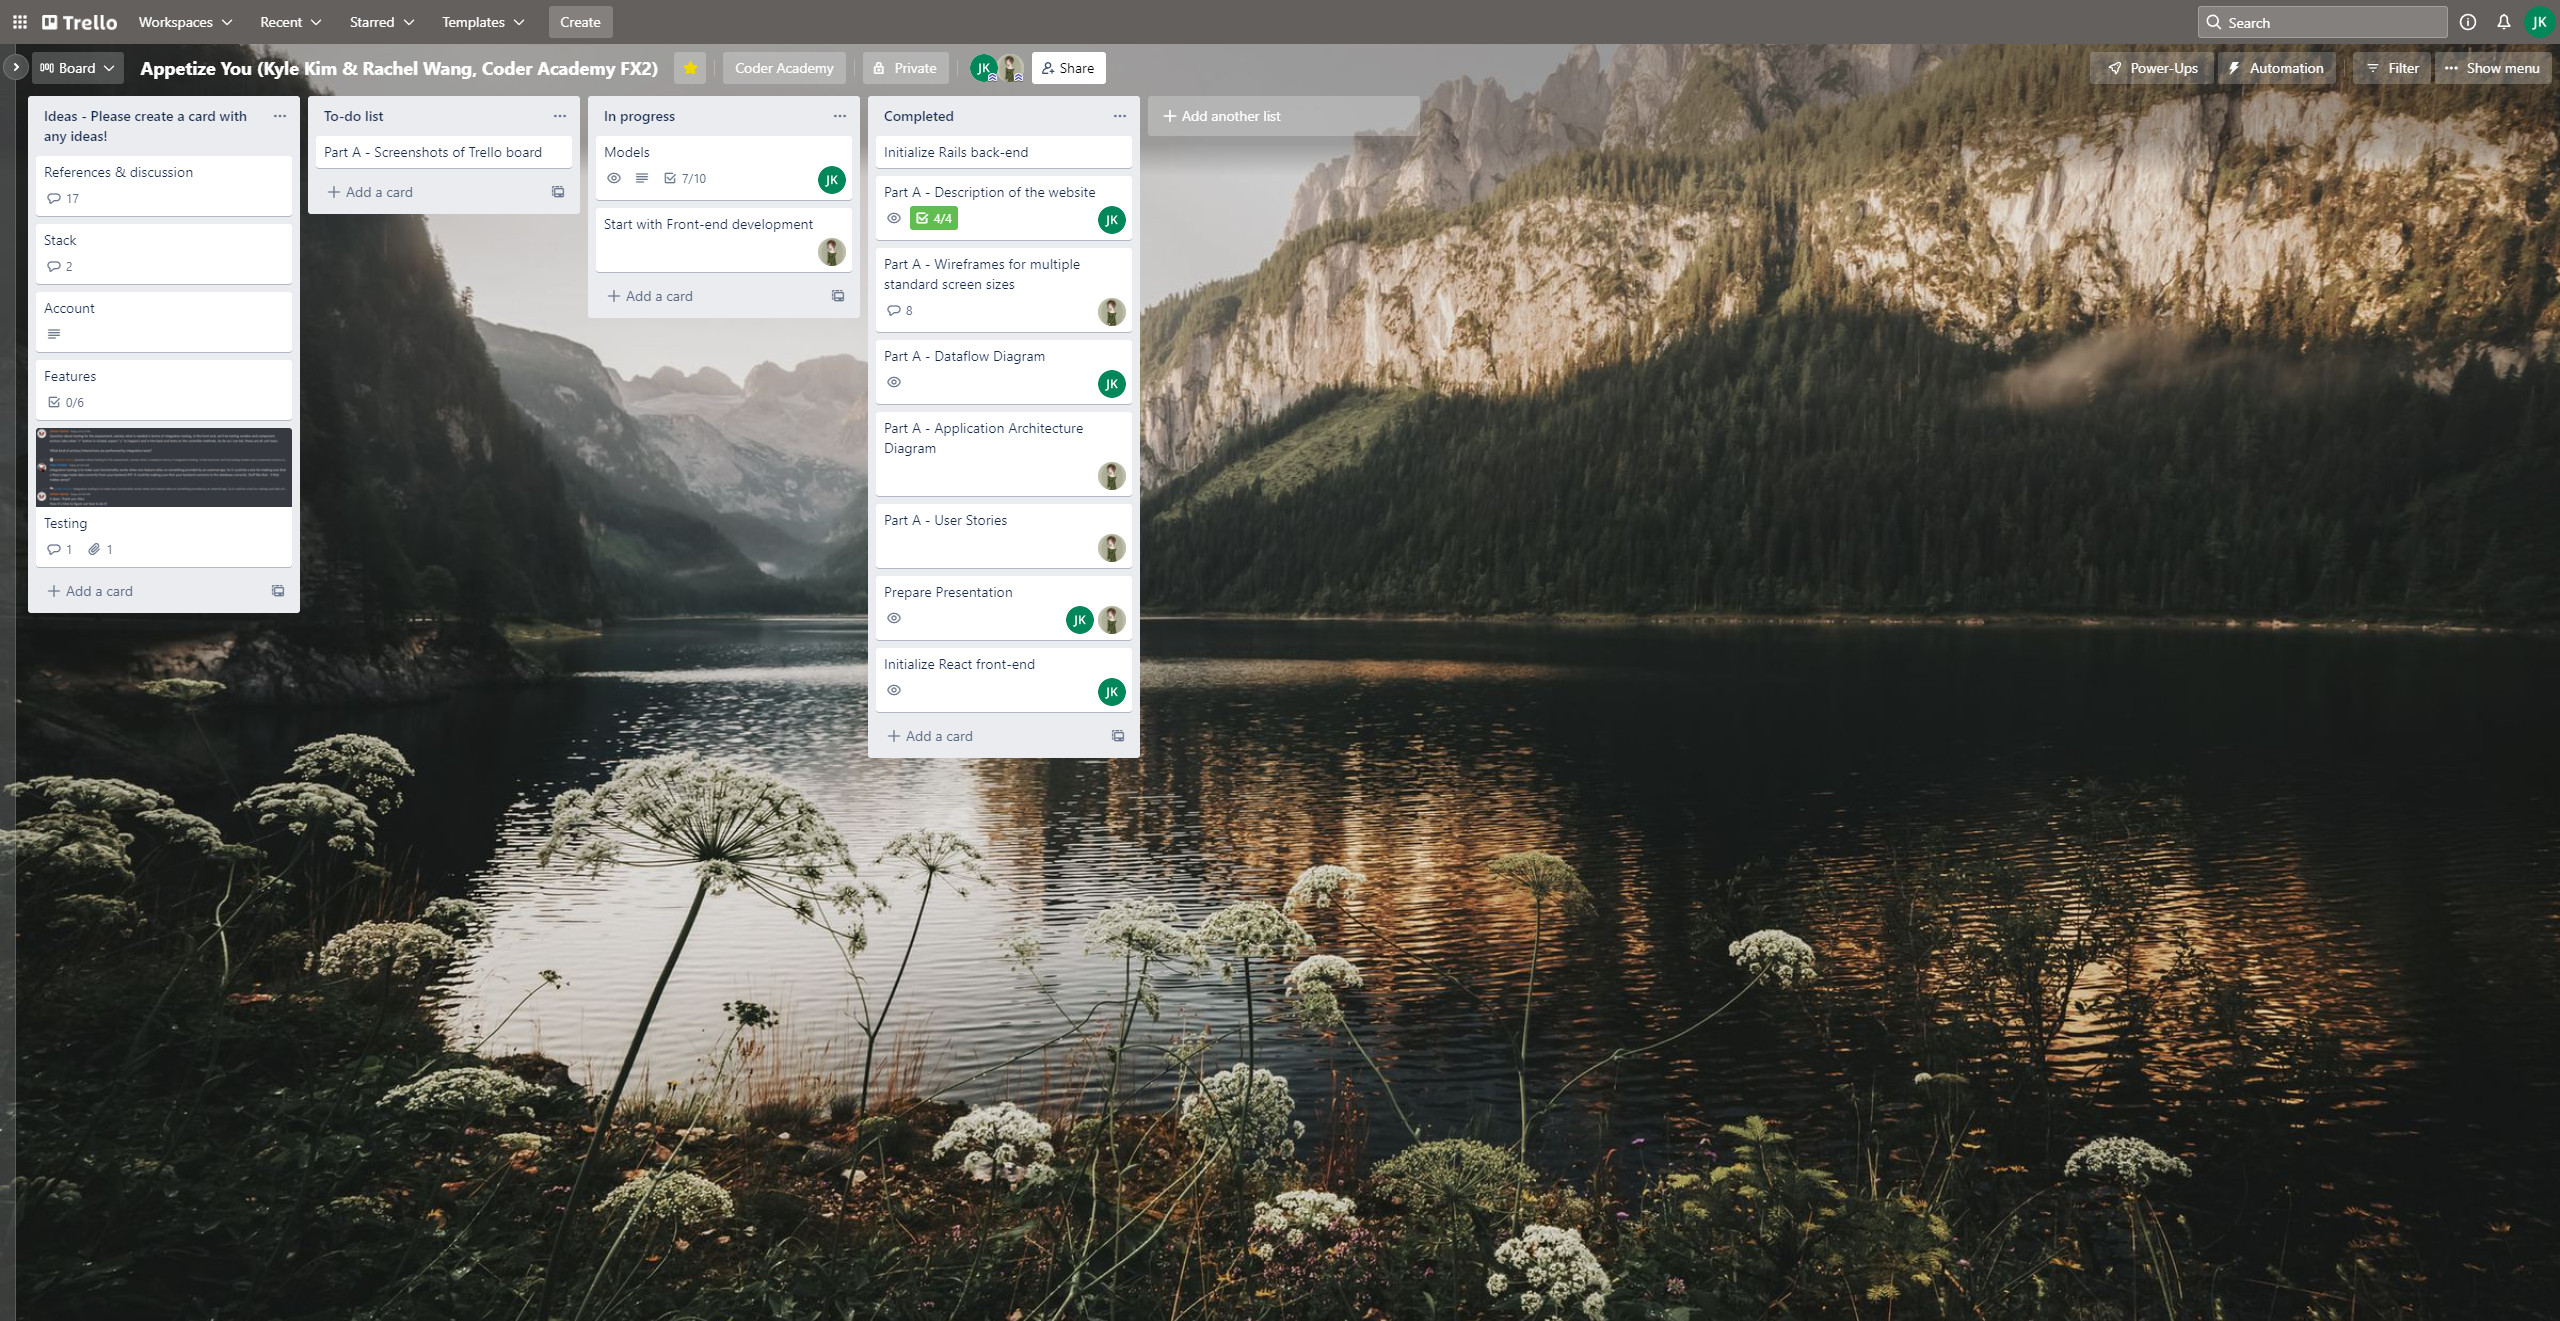 Trello
Workspaces
Recent
Starred
Templates
Create
Search
JK
Board
Appetize You (Kyle Kim & Rachel Wang, Coder Academy FX2)
Coder Academy
Private
JK
Share
Power-Ups
Automation
Filter
Show menu
Ideas - Please create a card with
any ideas!
References & discussion
17
Stack
2
Account
Features
0/6
Testing
1
1
Add a card
To-do list
Part A - Screenshots of Trello board
Add a card
In progress
Models
7/10
JK
Start with Front-end development
Add a card
Completed
Initialize Rails back-end
Part A - Description of the website
4/4
JK
Part A - Wireframes for multiple
standard screen sizes
8
Part A - Dataflow Diagram
JK
Part A - Application Architecture
Diagram
Part A - User Stories
Prepare Presentation
JK
Initialize React front-end
JK
Add a card
Add another list